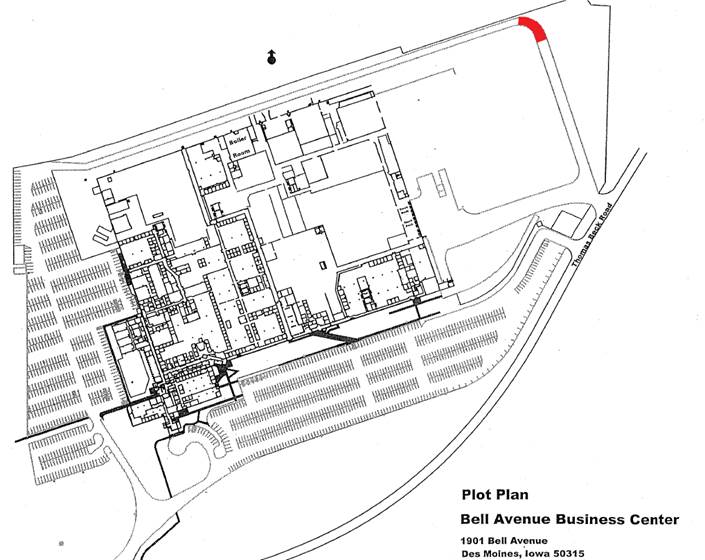 Boiler
Room
Thomas Beck Road
Plot Plan
Bell Avenue Business Center
1901 Bell Avenue
Des Moines, Iowa 50315